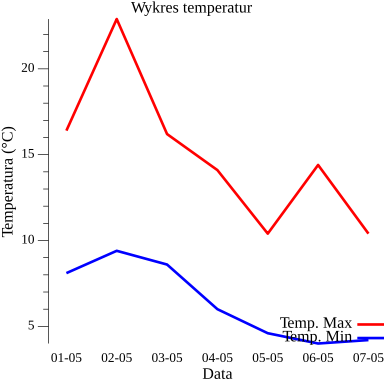 Wykres temperatur
Temperatura (°C)
20
15
10
5
Temp. Max
Temp. Min
01-05 02-05 03-05 04-05 05-05 06-05 07-05
Data